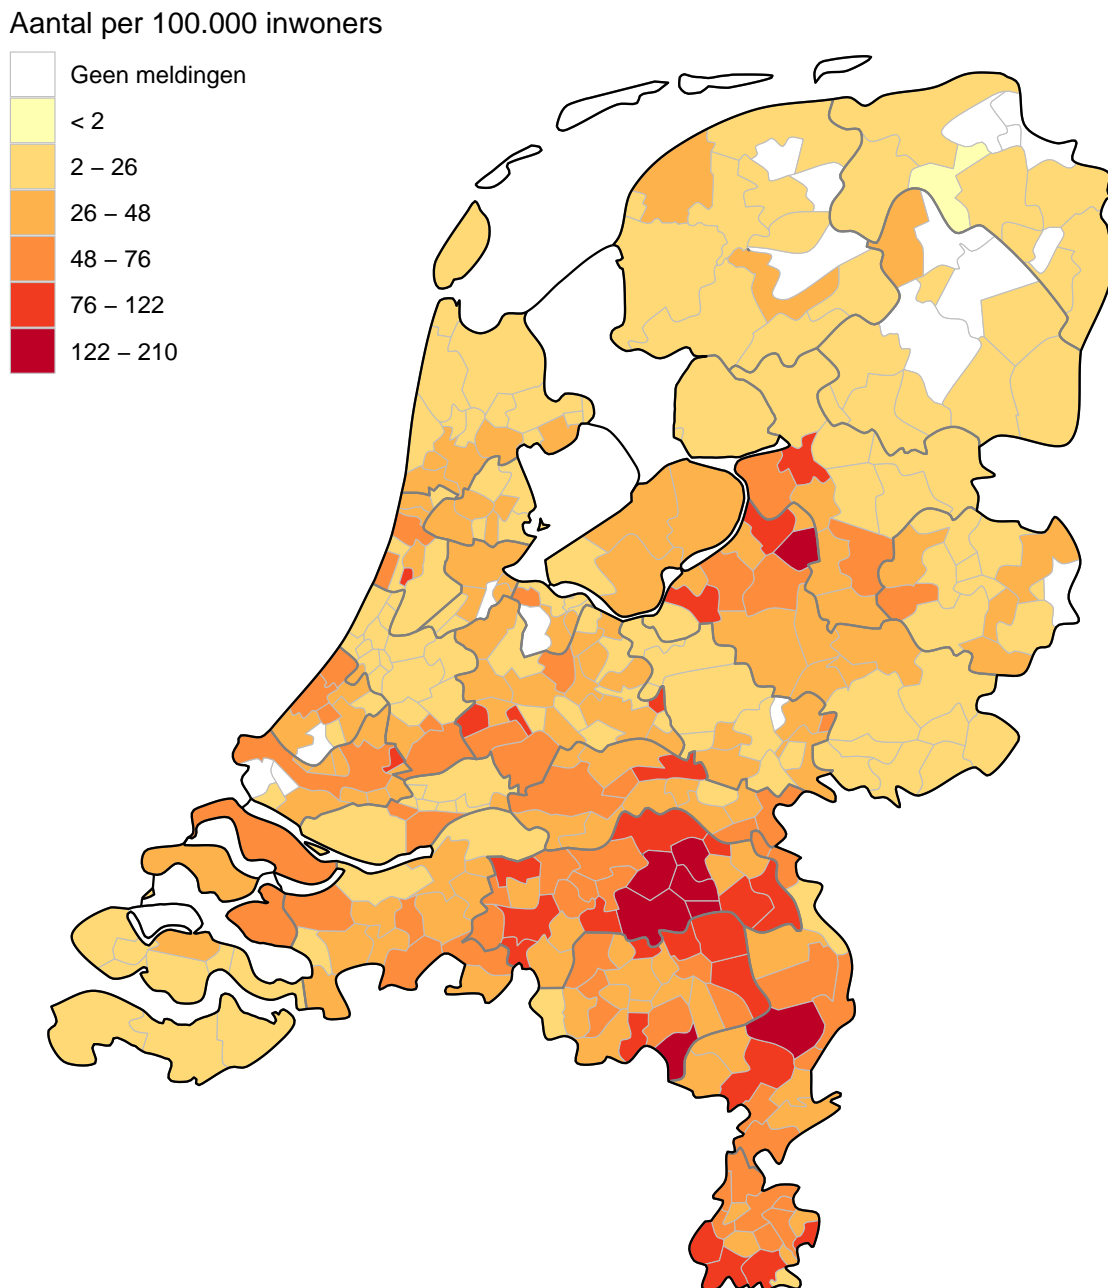 Aantal per 100.000 inwoners
Geen meldingen
< 2
2 – 26
26 – 48
48 – 76
76 – 122
122 – 210